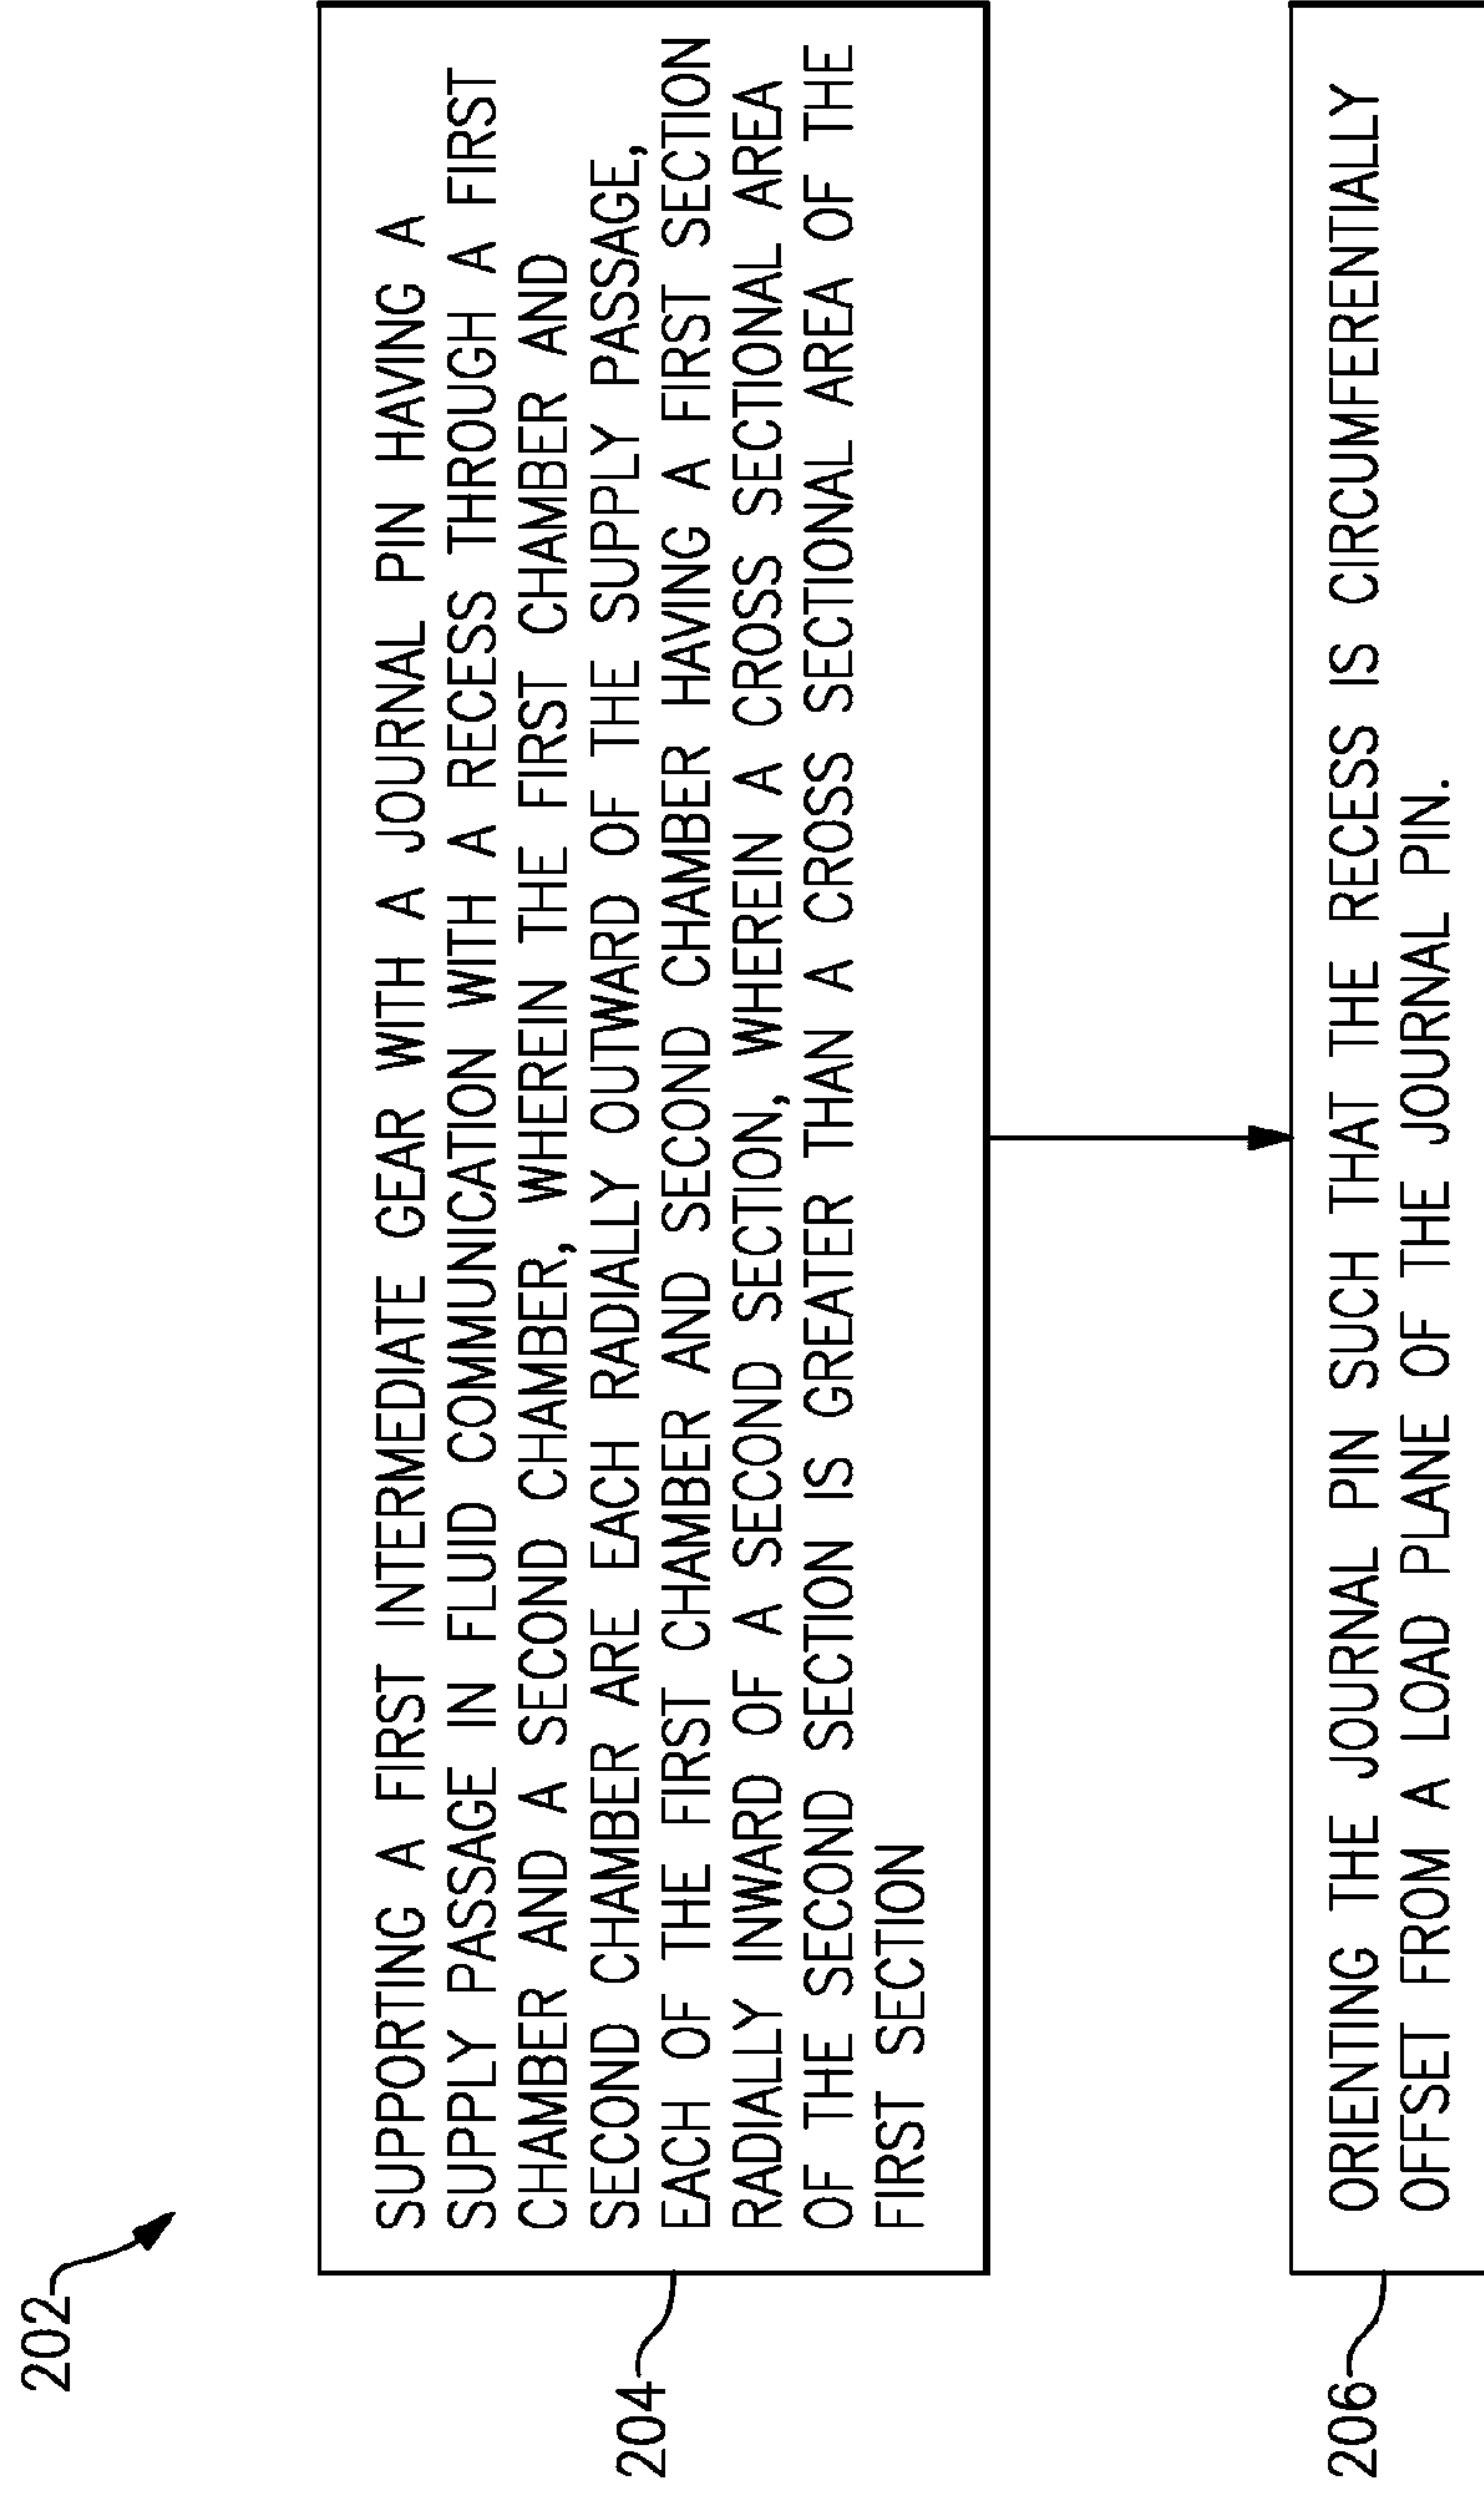 202
204
SUPPORTING A FIRST INTERMEDIATE GEAR WITH A JOURNAL PIN HAVING A
SUPPLY PASSAGE IN FLUID COMMUNICATION WITH A RECESS THROUGH A FIRST
CHAMBER AND A SECOND CHAMBER, WHEREIN THE FIRST CHAMBER AND
SECOND CHAMBER ARE EACH RADIALLY OUTWARD OF THE SUPPLY PASSAGE,
EACH OF THE FIRST CHAMBER AND SECOND CHAMBER HAVING A FIRST SECTION
RADIALLY INWARD OF A SECOND SECTION, WHEREIN A CROSS SECTIONAL AREA
OF THE SECOND SECTION IS GREATER THAN A CROSS SECTIONAL AREA OF THE
FIRST SECTION
206
ORIENTING THE JOURNAL PIN SUCH THAT THE RECESS IS CIRCUMFERENTIALLY
OFFSET FROM A LOAD PLANE OF THE JOURNAL PIN.